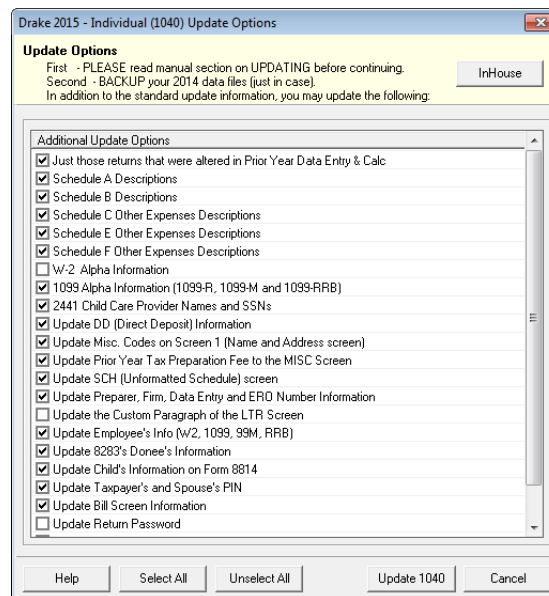 Drake 2015 - Individual (1040) Update Options
Update Options
First - PLEASE read manual section on UPDATING before continuing.
Second - BACKUP your 2014 data files (just in case).
In addition to the standard update information, you may update the following:
InHouse
Additional Update Options
Just those returns that were altered in Prior Year Data Entry & Calc
Schedule A Descriptions
Schedule B Descriptions
Schedule C Other Expenses Descriptions
Schedule E Other Expenses Descriptions
Schedule F Other Expenses Descriptions
W-2 Alpha Information
1099 Alpha Information (1099-R, 1099-M and 1099-RRB)
2441 Child Care Provider Names and SSNs
Update DD (Direct Deposit) Information
Update Misc. Codes on Screen 1 (Name and Address screen)
Update Prior Year Tax Preparation Fee to the MISC Screen
Update SCH (Unformatted Schedule) screen
Update Preparer, Firm, Data Entry and ERO Number Information
Update the Custom Paragraph of the LTR Screen
Update Employee's Info (W2, 1099, 99M, RRB)
Update 8283's Donee's Information
Update Child's Information on Form 8814
Update Taxpayer's and Spouse's PIN
Update Bill Screen Information
Update Return Password
Help
Select All
Unselect All
Update 1040
Cancel